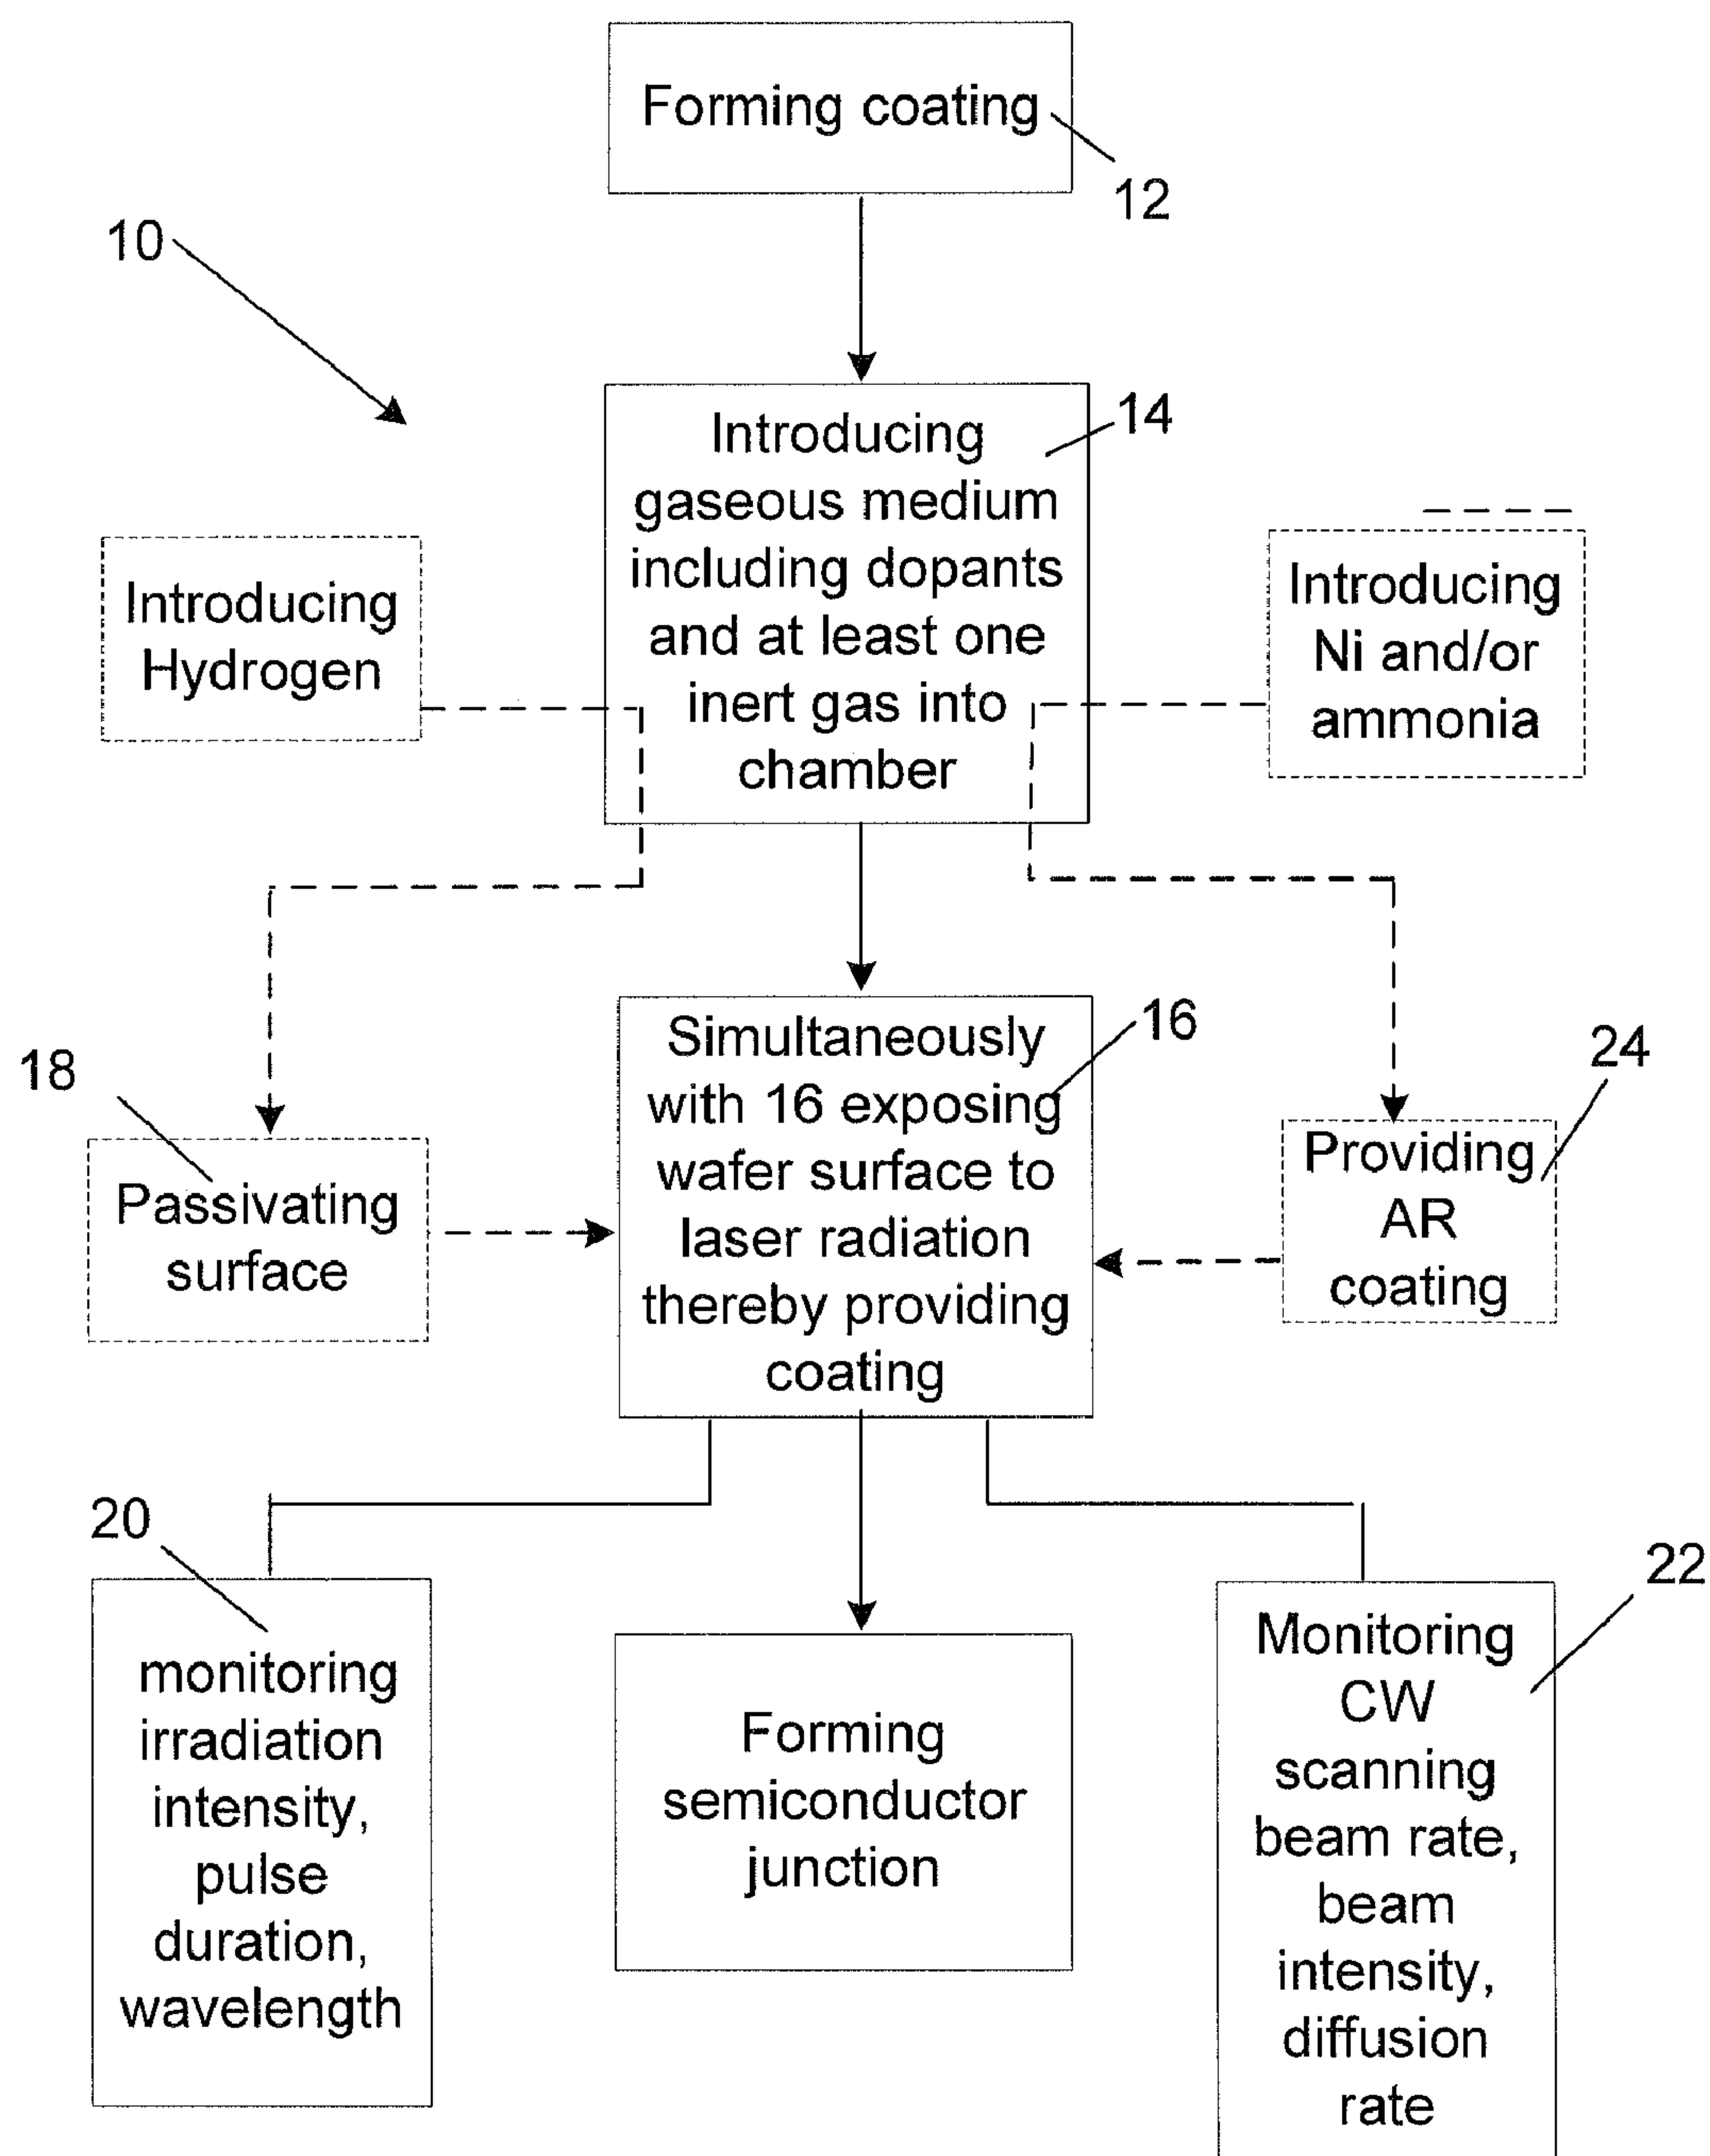 Forming coating
12
10
14
Introducing
gaseous medium
including dopants
and at least one
inert gas into
chamber
Introducing
Hydrogen
Introducing
Ni and/or
ammonia
16
Simultaneously
with 16 exposing
wafer surface to
laser radiation
thereby providing
coating
18
Passivating
surface
24
Providing
AR
coating
20
monitoring
irradiation
intensity,
pulse
duration,
wavelength
Forming
semiconductor
junction
22
Monitoring
CW
scanning
beam rate,
beam
intensity,
diffusion
rate